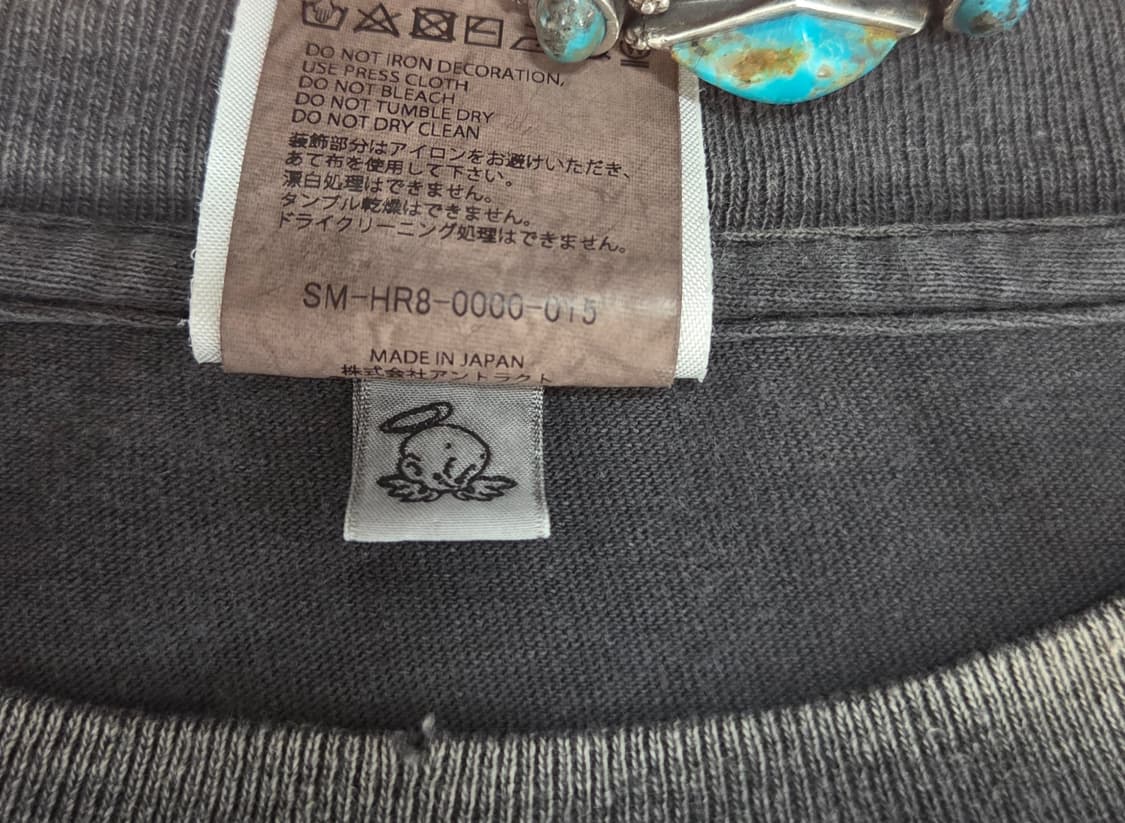 DO NOT IRON DECORATION,
USE PRESS CLOTH
DO NOT BLEACH
DO NOT TUMBLE DRY
DO NOT DRY CLEAN
装飾部分はアイロンをお避けいただき、
あて布を使用して下さい。
漂白処理はできません。
タンブル乾燥はできません。
ドライクリーニング処理はできません。
SM-HR8-0000-015
MADE IN JAPAN
株式会社アントラクト